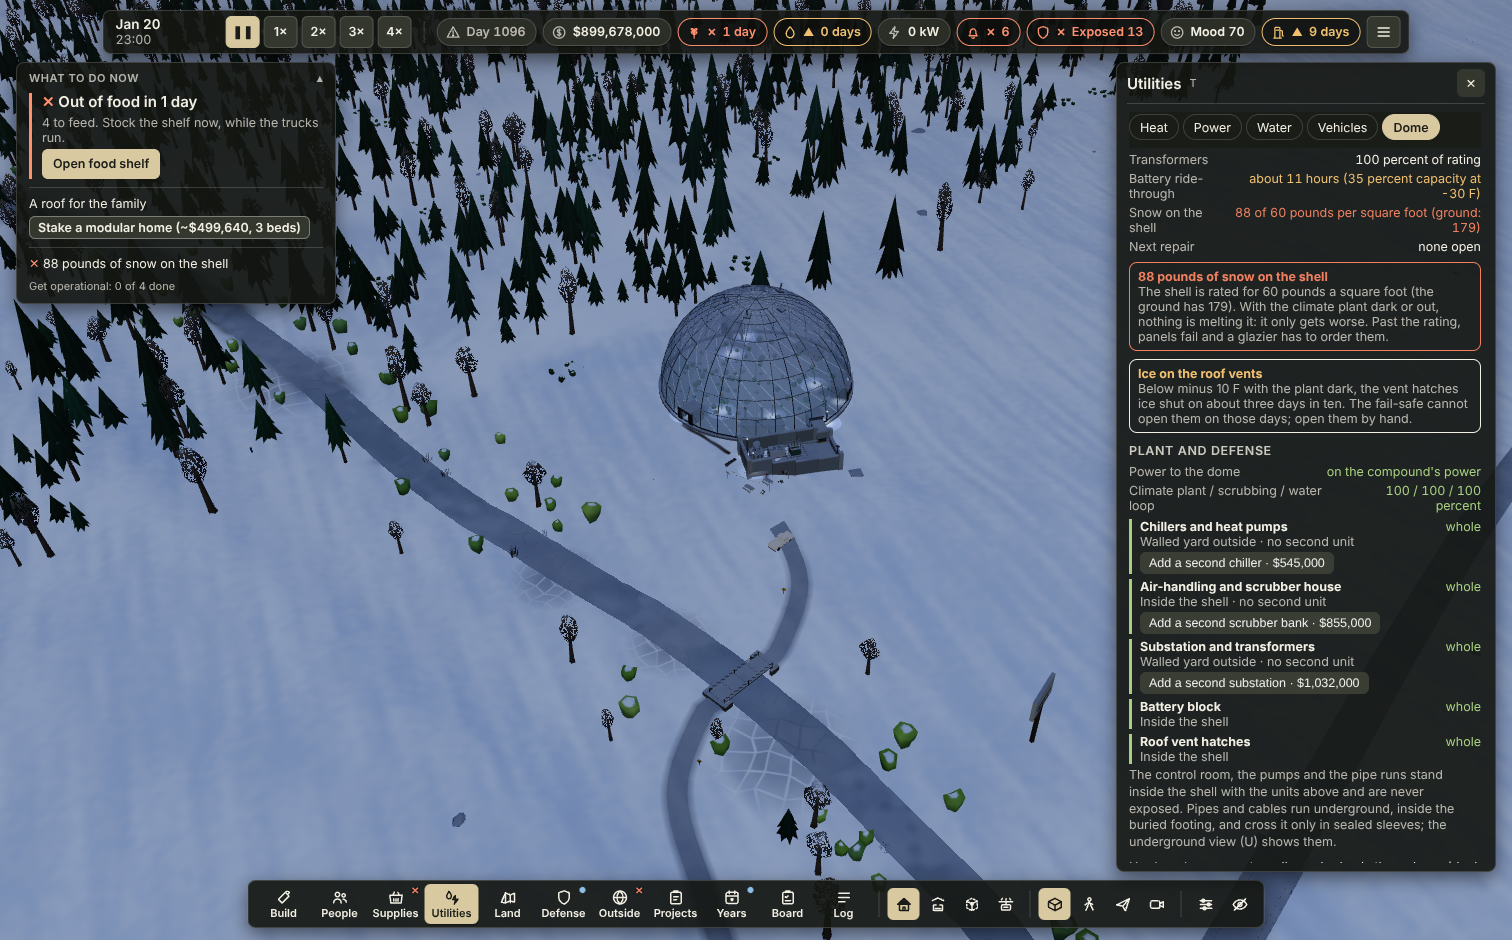 Jan 20
23:00
1×
2×
3×
4×
Day 1096
$899,678,000
× 1 day
▲ 0 days
0 kW
× 6
× Exposed 13
Mood 70
▲ 9 days
WHAT TO DO NOW ▲
× Out of food in 1 day
4 to feed. Stock the shelf now, while the trucks
run.
Open food shelf
A roof for the family
Stake a modular home (~$499,640, 3 beds)
× 88 pounds of snow on the shell
Get operational: 0 of 4 done
Utilities T ×
Heat Power Water Vehicles Dome
Transformers 100 percent of rating
Battery ride- about 11 hours (35 percent capacity at
through -30 F)
Snow on the 88 of 60 pounds per square foot (ground:
shell 179)
Next repair none open
88 pounds of snow on the shell
The shell is rated for 60 pounds a square foot (the
ground has 179). With the climate plant dark or out,
nothing is melting it: it only gets worse. Past the rating,
panels fail and a glazier has to order them.
Ice on the roof vents
Below minus 10 F with the plant dark, the vent hatches
ice shut on about three days in ten. The fail-safe cannot
open them on those days; open them by hand.
PLANT AND DEFENSE
Power to the dome on the compound's power
Climate plant / scrubbing / water 100 / 100 / 100
loop percent
Chillers and heat pumps whole
Walled yard outside · no second unit
Add a second chiller · $545,000
Air-handling and scrubber house whole
Inside the shell · no second unit
Add a second scrubber bank · $855,000
Substation and transformers whole
Walled yard outside · no second unit
Add a second substation · $1,032,000
Battery block whole
Inside the shell
Roof vent hatches whole
Inside the shell
The control room, the pumps and the pipe runs stand
inside the shell with the units above and are never
exposed. Pipes and cables run underground, inside the
buried footing, and cross it only in sealed sleeves; the
underground view (U) shows them.
Build
People
Supplies
Utilities
Land
Defense
Outside
Projects
Years
Board
Log